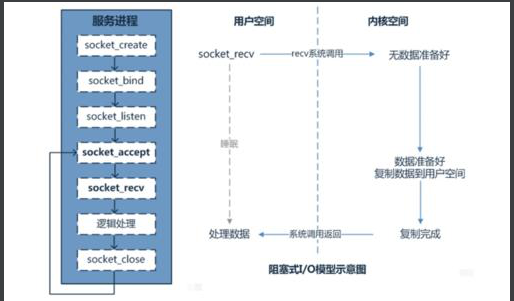 服务进程
socket_create
socket_bind
socket_listen
socket_accept
socket_recv
逻辑处理
socket_close
用户空间
内核空间
socket_recv
recv系统调用
无数据准备好
睡眠
数据准备好
复制数据到用户空间
处理数据
系统调用返回
复制完成
阻塞式I/O模型示意图